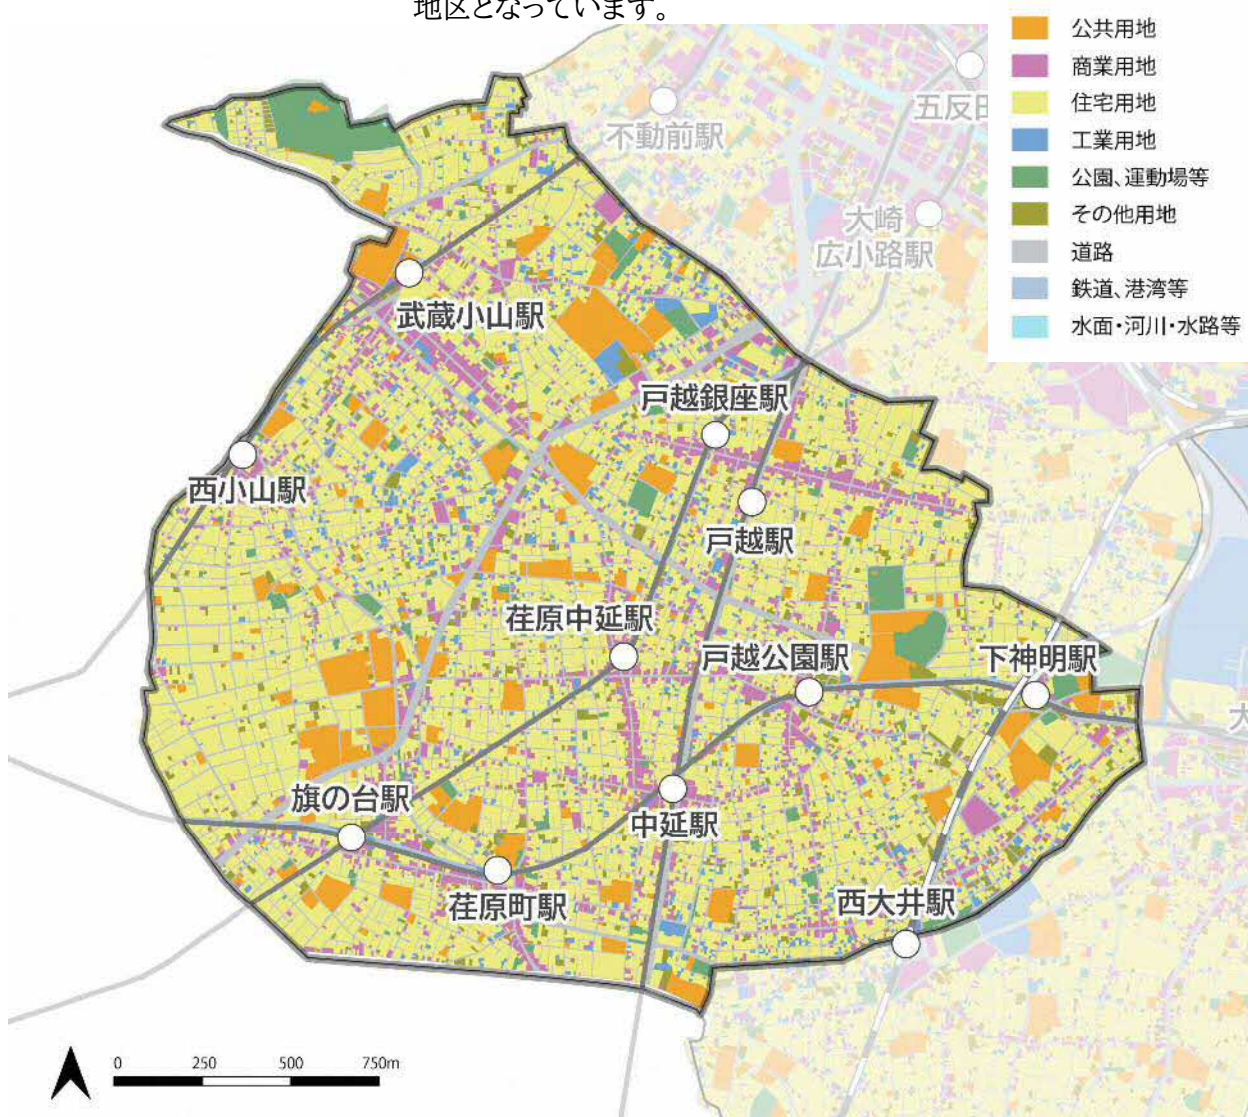 地区となっています。
公共用地
商業用地
住宅用地
工業用地
公園、運動場等
その他用地
道路
鉄道、港湾等
水面・河川・水路等
五反田
不動前駅
大崎
広小路駅
武蔵小山駅
戸越銀座駅
西小山駅
戸越駅
荏原中延駅
戸越公園駅
下神明駅
大
旗の台駅
中延駅
荏原町駅
西大井駅
0 250 500 750m